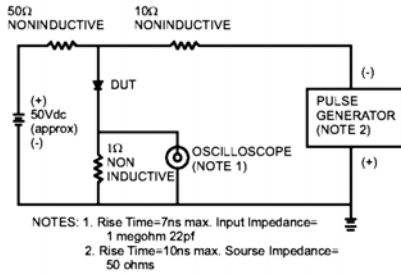 50Ω
NONINDUCTIVE
10Ω
NONINDUCTIVE
DUT
(+)
50Vdc
(approx)
(-)
1Ω
NON
INDUCTIVE
OSCILLOSCOPE
(NOTE 1)
(-)
PULSE
GENERATOR
(NOTE 2)
(+)
NOTES: 1. Rise Time=7ns max. Input Impedance=
1 megohm 22pf
2. Rise Time=10ns max. Sourse Impedance=
50 ohms